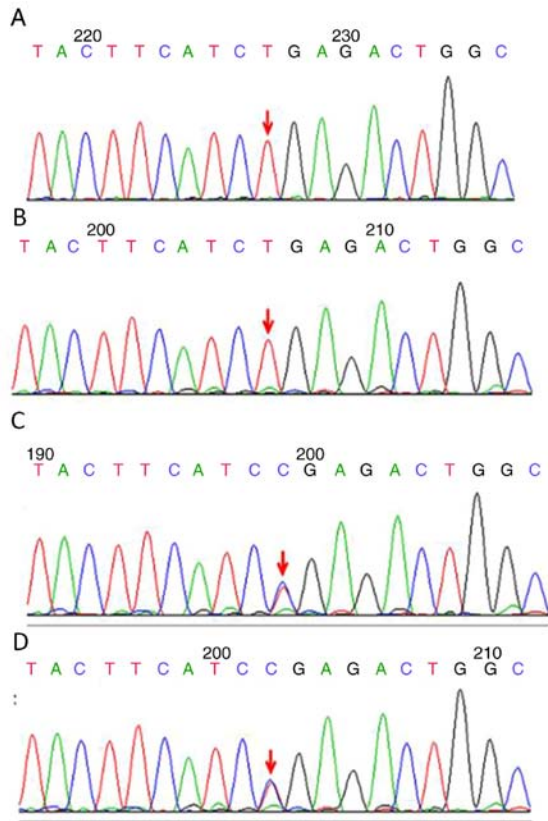 A
220 230
T A C T T C A T C T G A G A C T G G C
B
200 210
T A C T T C A T C T G A G A C T G G C
C
190 200
T A C T T C A T C C G A G A C T G G C
D
200 210
T A C T T C A T C C G A G A C T G G C
: